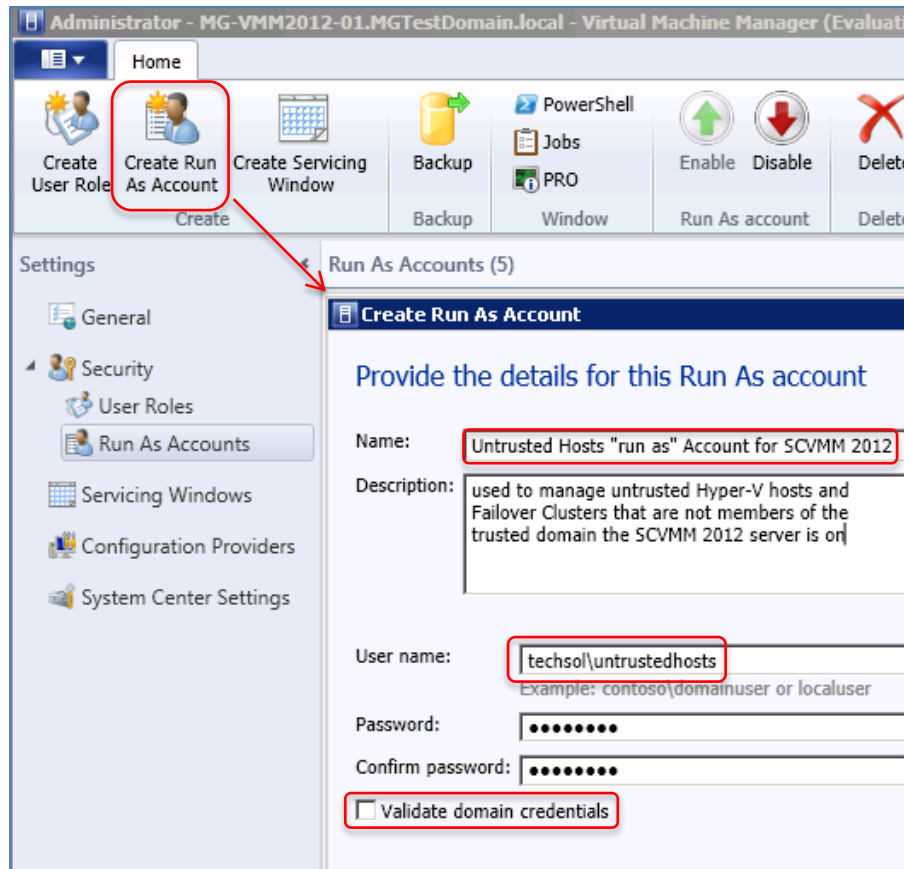 Administrator - MG-VMM2012-01.MGTestDomain.local - Virtual Machine Manager (Evaluati
Home
Create User Role
Create Run As Account
Create Servicing Window
Backup
PowerShell
Jobs
PRO
Enable
Disable
Delete
Create
Backup
Window
Run As account
Delete
Settings
Run As Accounts (5)
General
Security
User Roles
Run As Accounts
Servicing Windows
Configuration Providers
System Center Settings
Create Run As Account
Provide the details for this Run As account
Name:
Untrusted Hosts "run as" Account for SCVMM 2012
Description:
used to manage untrusted Hyper-V hosts and
Failover Clusters that are not members of the
trusted domain the SCVMM 2012 server is on
User name:
techsol\untrustedhosts
Example: contoso\domainuser or localuser
Password:
●●●●●●●●
Confirm password:
●●●●●●●●
Validate domain credentials